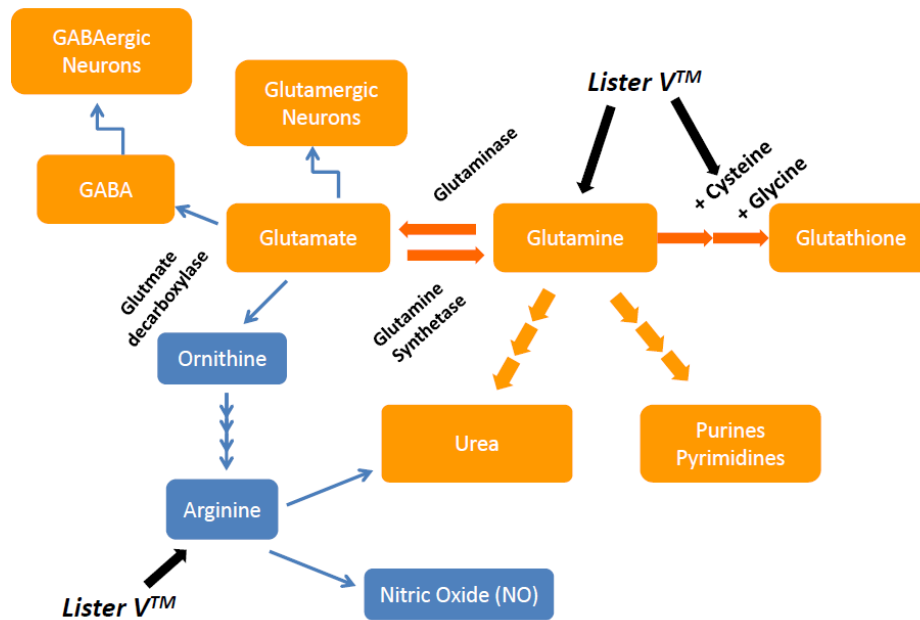 GABAergic
Neurons
Glutamergic
Neurons
Lister V™
Glutaminase
+ Cysteine
+ Glycine
GABA
Glutamate
Glutamine
Glutathione
Glutmate
decarboxylase
Glutamine
Synthetase
Ornithine
Urea
Purines
Pyrimidines
Arginine
Nitric Oxide (NO)
Lister V™